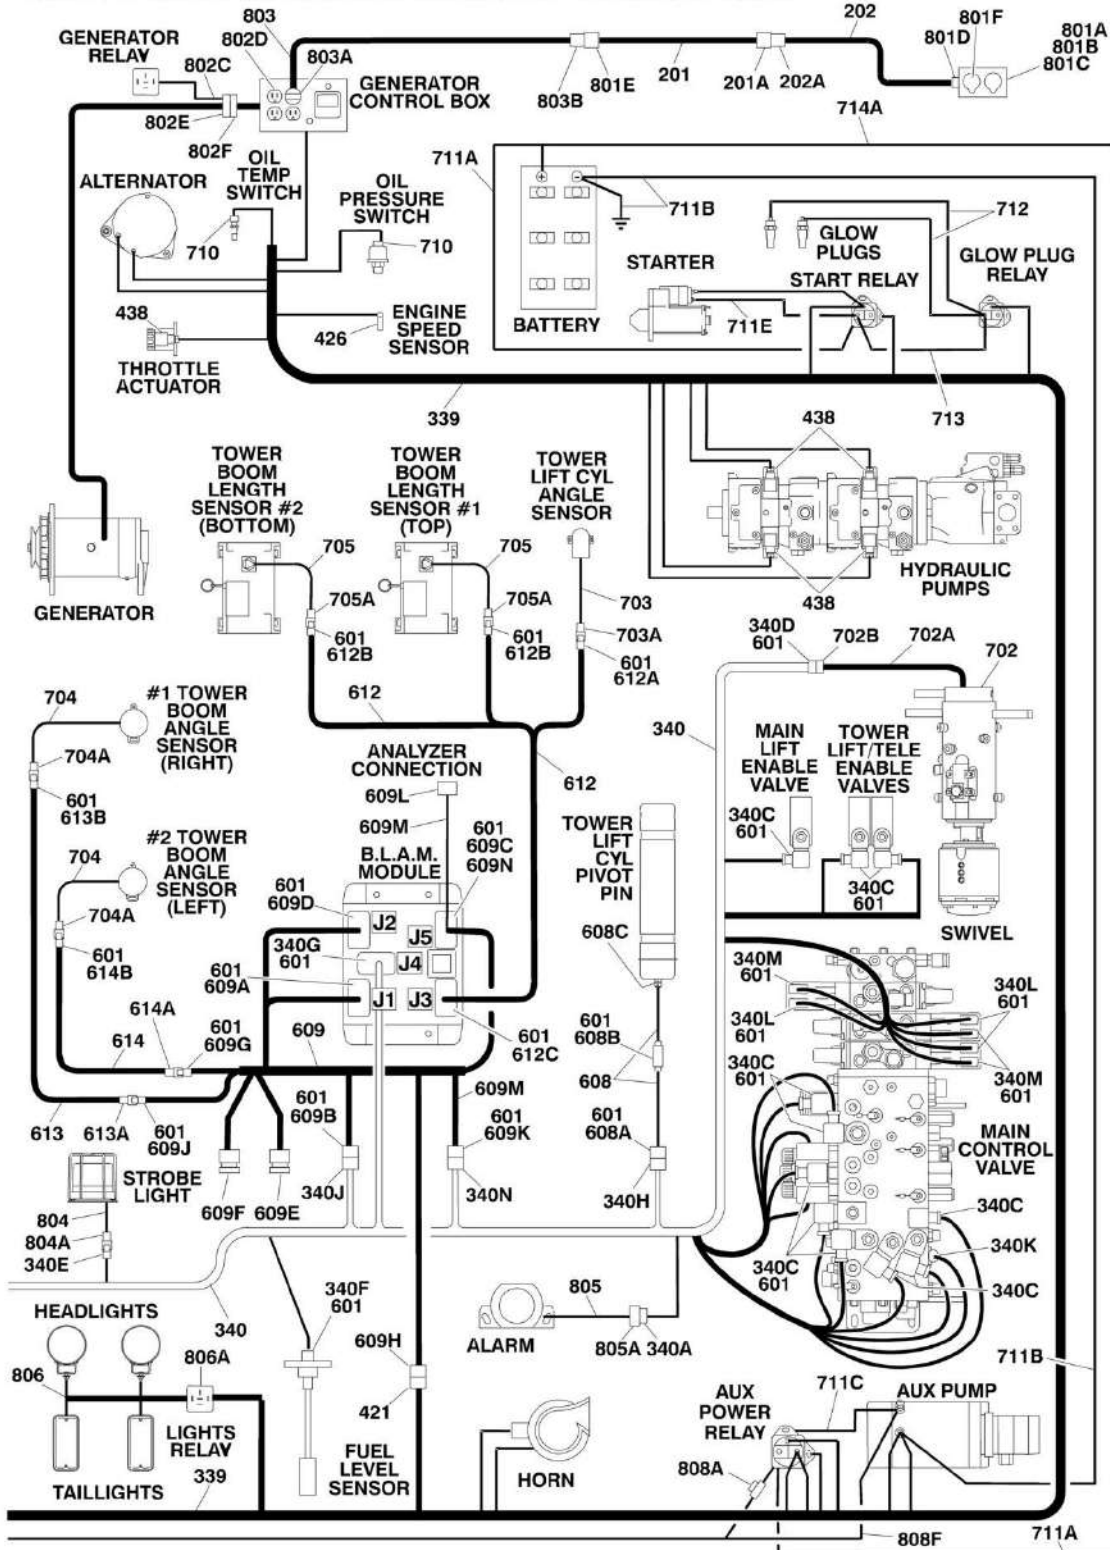 803
802D
GENERATOR
RELAY
802C
803A
GENERATOR
CONTROL BOX
802E
802F
803B
801E
201
201A
202A
202
801D
801F
801A
801B
801C
714A
711A
711B
ALTERNATOR
OIL
TEMP
SWITCH
710
OIL
PRESSURE
SWITCH
710
BATTERY
STARTER
711E
GLOW
PLUGS
712
START RELAY
GLOW PLUG
RELAY
438
THROTTLE
ACTUATOR
426
ENGINE
SPEED
SENSOR
339
713
438
HYDRAULIC
PUMPS
438
GENERATOR
TOWER
BOOM
LENGTH
SENSOR #2
(BOTTOM)
705
705A
601
612B
TOWER
BOOM
LENGTH
SENSOR #1
(TOP)
705
705A
601
612B
TOWER
LIFT CYL
ANGLE
SENSOR
703
703A
601
612A
340D
601
702B
702A
702
612
612
340
704
#1 TOWER
BOOM
ANGLE
SENSOR
(RIGHT)
704A
601
613B
704
#2 TOWER
BOOM
ANGLE
SENSOR
(LEFT)
704A
601
614B
ANALYZER
CONNECTION
609L
609M
B.L.A.M.
MODULE
601
609C
609N
601
609D
340G
601
601
609A
J2
J5
J4
J1
J3
601
612C
TOWER
LIFT
CYL
PIVOT
PIN
608C
601
608B
608
601
608A
340H
MAIN
LIFT
ENABLE
VALVE
TOWER
LIFT/TELE
ENABLE
VALVES
340C
601
340C
601
SWIVEL
340M
601
340L
601
340L
601
340M
601
340C
601
MAIN
CONTROL
VALVE
340C
340K
340C
340C
601
614A
614
601
609G
609
613
613A
601
609J
601
609B
609M
601
609K
340J
340N
609F
609E
STROBE
LIGHT
804
804A
340E
340
340F
601
805
ALARM
805A
340A
HEADLIGHTS
806
806A
LIGHTS
RELAY
TAILLIGHTS
339
609H
421
FUEL
LEVEL
SENSOR
HORN
711B
711C
AUX
POWER
RELAY
AUX PUMP
808A
808F
711A